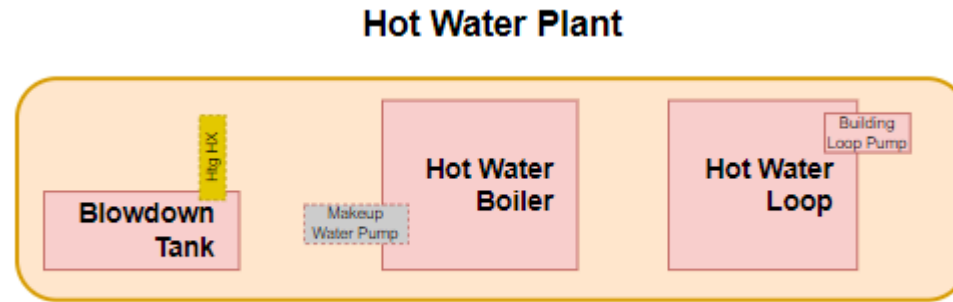 Hot Water Plant
Htg HX
Blowdown
Tank
Makeup
Water Pump
Hot Water
Boiler
Hot Water
Loop
Building
Loop Pump